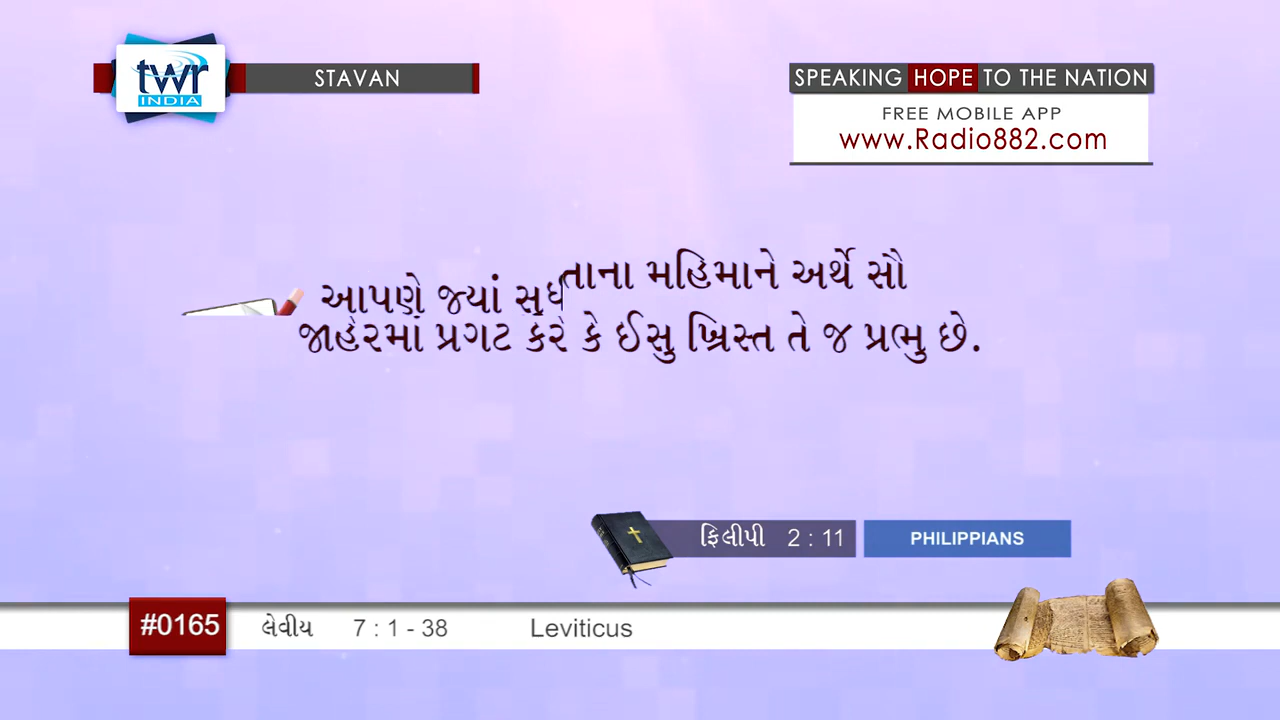 twr
INDIA
STAVAN
SPEAKING HOPE TO THE NATION
FREE MOBILE APP
www.Radio882.com
આપણે જ્યાં
મહિમાને અર્થે સૌ
જાહેરમાં પ્રગટ કરે કે ઈસુ ખ્રિસ્ત તે જ પ્રભુ છે.
ફિલીપી 2 : 11
PHILIPPIANS
#0165
લેવીય 7 : 1 - 38
Leviticus